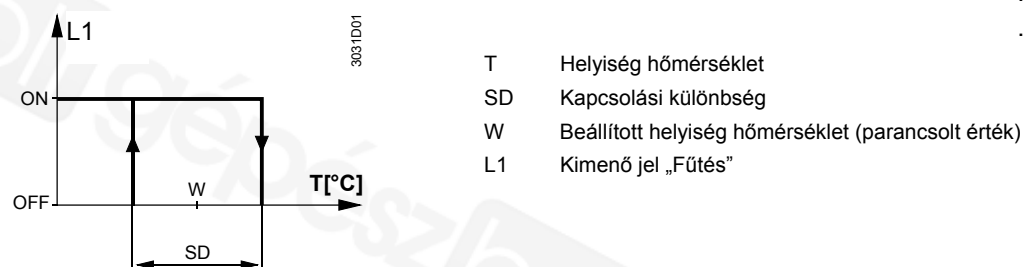 L1
3031D01
ON
OFF
W
T[°C]
SD
T Helyiség hőmérséklet
SD Kapcsolási különbség
W Beállított helyiség hőmérséklet (parancsolt érték)
L1 Kimenő jel „Fűtés”
gépész